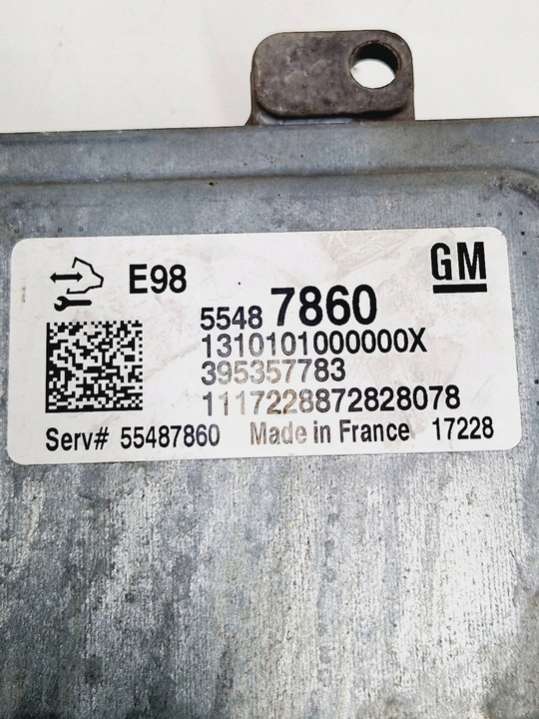 E98
GM
5548 7860
1310101000000X
395357783
1117228872828078
Serv# 55487860 Made in France 17228